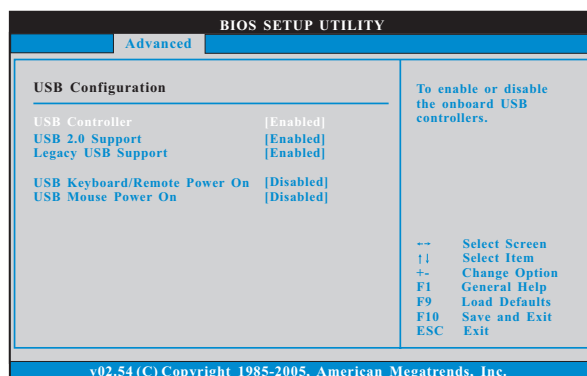 BIOS SETUP UTILITY
Advanced
USB Configuration
USB Controller [Enabled]
USB 2.0 Support [Enabled]
Legacy USB Support [Enabled]
USB Keyboard/Remote Power On [Disabled]
USB Mouse Power On [Disabled]
To enable or disable
the onboard USB
controllers.
←→ Select Screen
↑↓ Select Item
+- Change Option
F1 General Help
F9 Load Defaults
F10 Save and Exit
ESC Exit
v02.54 (C) Copyright 1985-2005, American Megatrends, Inc.